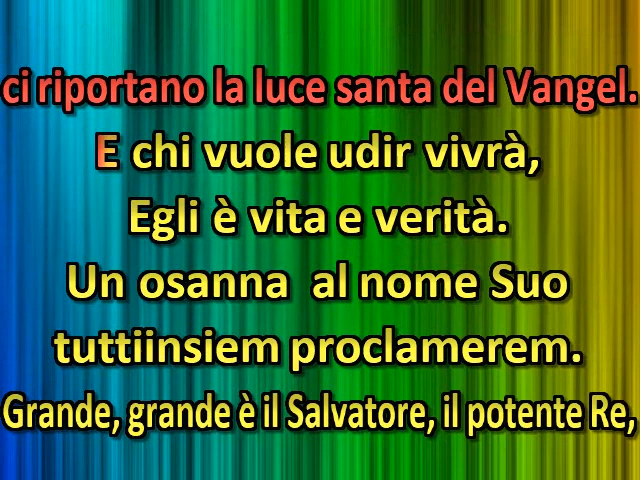 ci riportano la luce santa del Vangel.
E chi vuole udir vivrà,
Egli è vita e verità.
Un osanna  al nome Suo
tuttiinsiem proclamerem.
Grande, grande è il Salvatore, il potente Re,